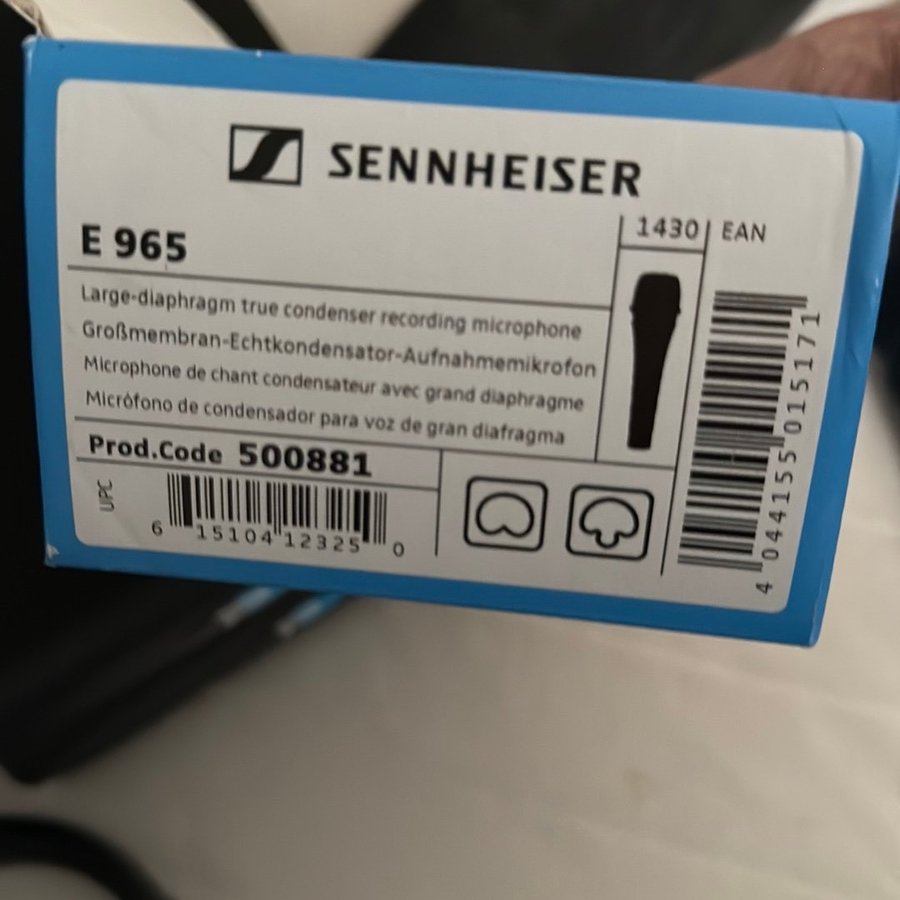 SENNHEISER
E 965
1430 EAN
Large-diaphragm true condenser recording microphone
Großmembran-Echtkondensator-Aufnahmemikrofon
Microphone de chant condensateur avec grand diaphragme
Micrófono de condensador para voz de gran diafragma
Prod.Code 500881
UPC
6 15104 12325 0
4 044155 015171